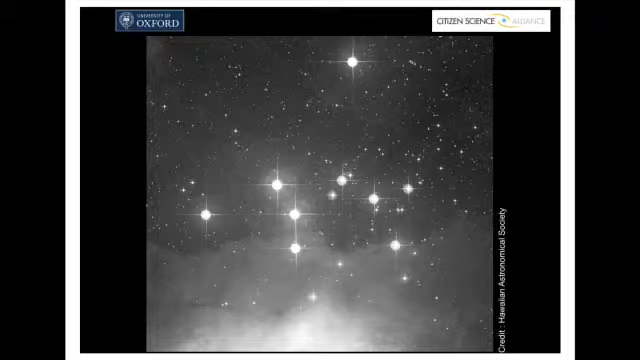 UNIVERSITY OF
OXFORD
CITIZEN SCIENCE ALLIANCE
Credit : Hawaiian Astronomical Society